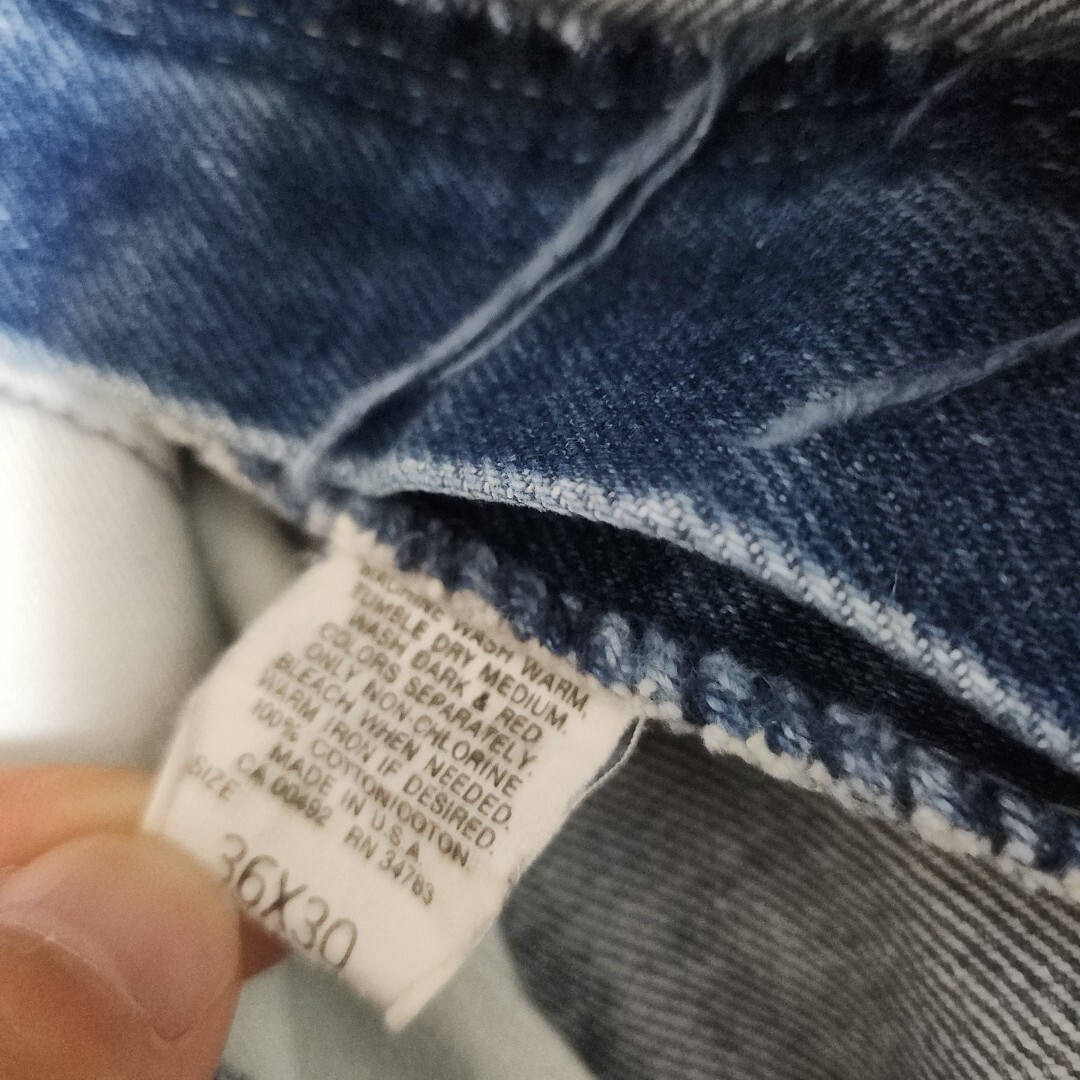 MACHINE WASH WARM,
TUMBLE DRY MEDIUM.
WASH DARK & RED
COLORS SEPARATELY.
ONLY NON-CHLORINE
BLEACH WHEN NEEDED.
WARM IRON IF DESIRED.
100% COTTON/COTON
MADE IN U.S.A.
CA 00492 RN 34783
SIZE
36X30